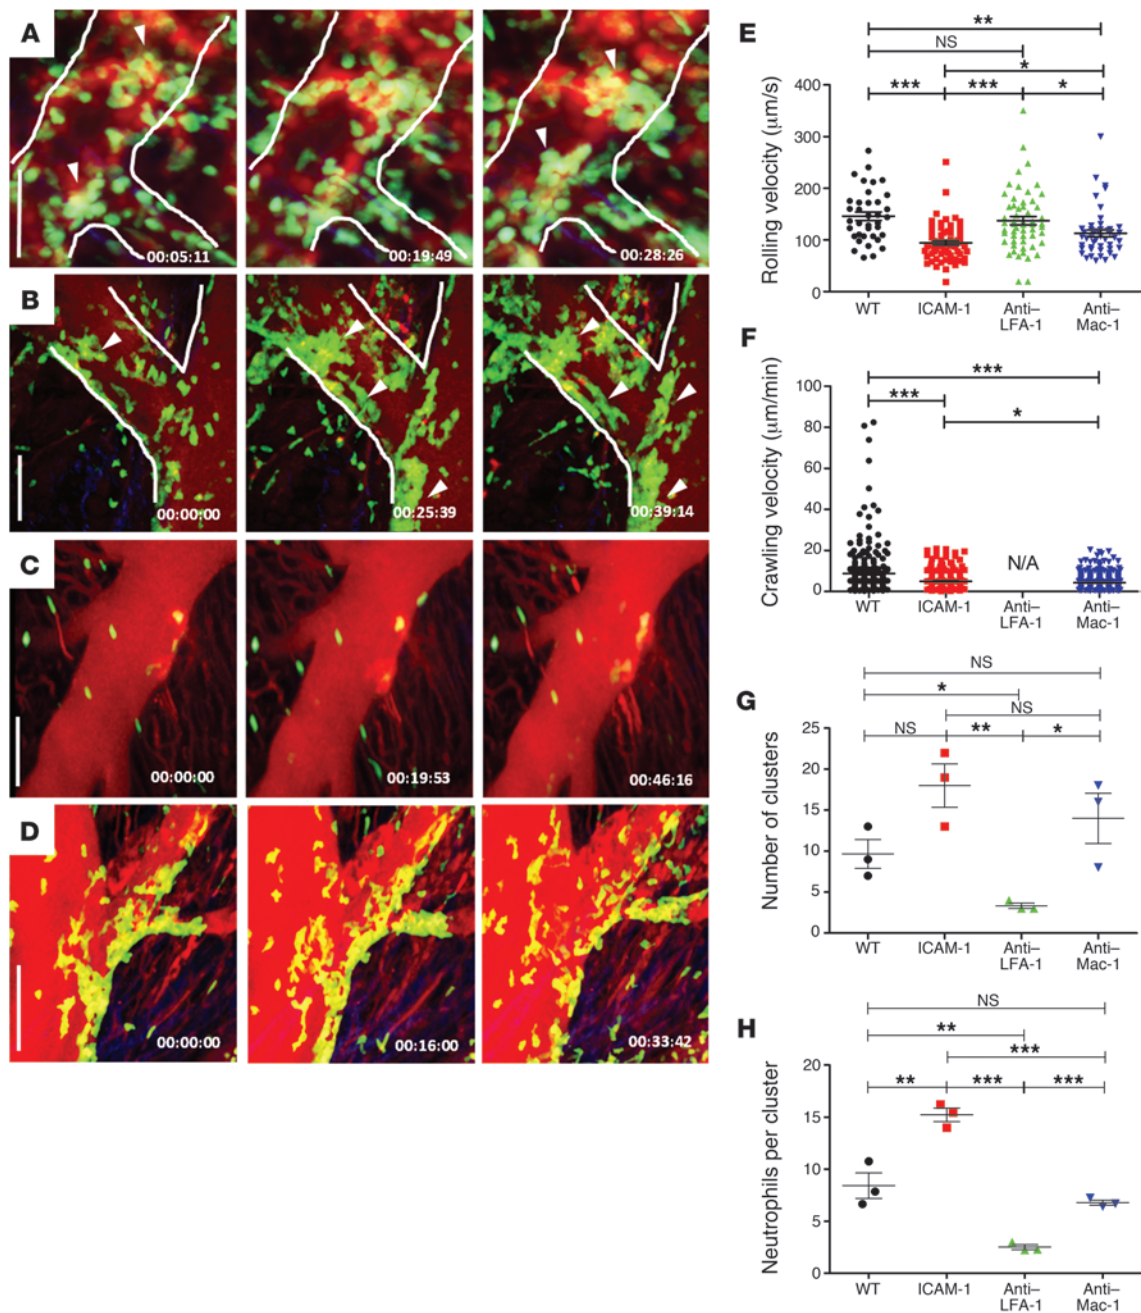 A
00:05:11
00:19:49
00:28:26
B
00:00:00
00:25:39
00:39:14
C
00:00:00
00:19:53
00:46:16
D
00:00:00
00:16:00
00:33:42
E
**
NS
*
*** *** *
Rolling velocity (μm/s)
400
300
200
100
0
WT ICAM-1 Anti– Anti–
LFA-1 Mac-1
F
***
***
*
Crawling velocity (μm/min)
100
80
60
40
20
0
N/A
WT ICAM-1 Anti– Anti–
LFA-1 Mac-1
G
NS
*
NS
NS ** *
Number of clusters
25
20
15
10
5
0
WT ICAM-1 Anti– Anti–
LFA-1 Mac-1
H
NS
**
***
** *** ***
Neutrophils per cluster
20
15
10
5
0
WT ICAM-1 Anti– Anti–
LFA-1 Mac-1